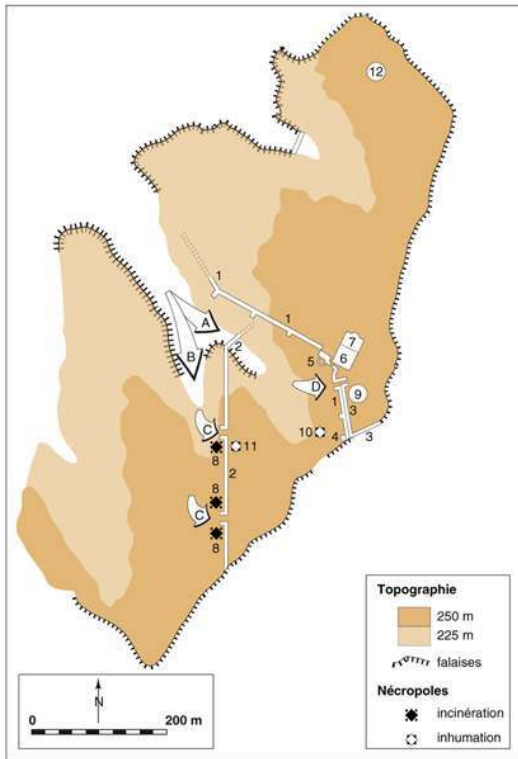 12
1
1
A
2
7
6
5
B
D
9
1
3
C
10
4
3
8
11
2
8
C
8
Topographie
250 m
225 m
falaises
Nécropoles
incinération
inhumation
N
0 200 m